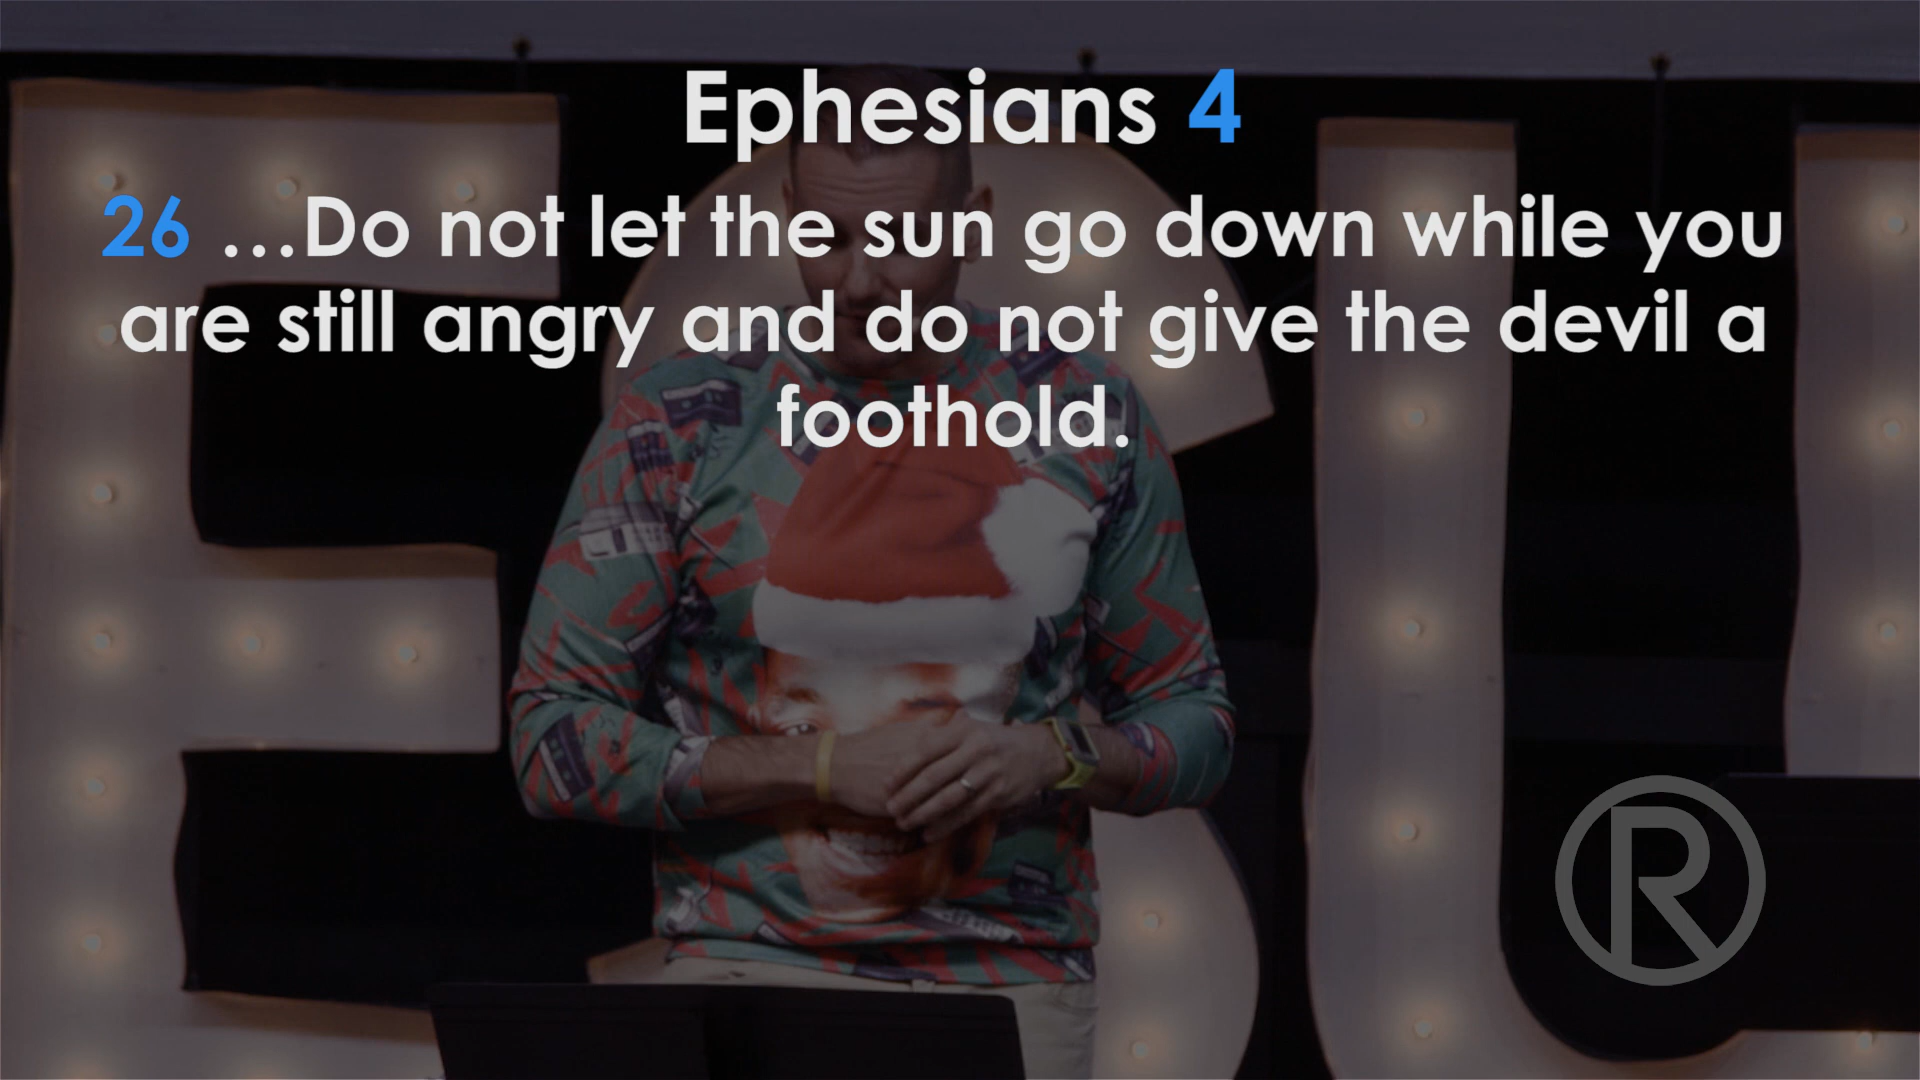 Ephesians 4
26 …Do not let the sun go down while you
are still angry and do not give the devil a
foothold.
ESU
R